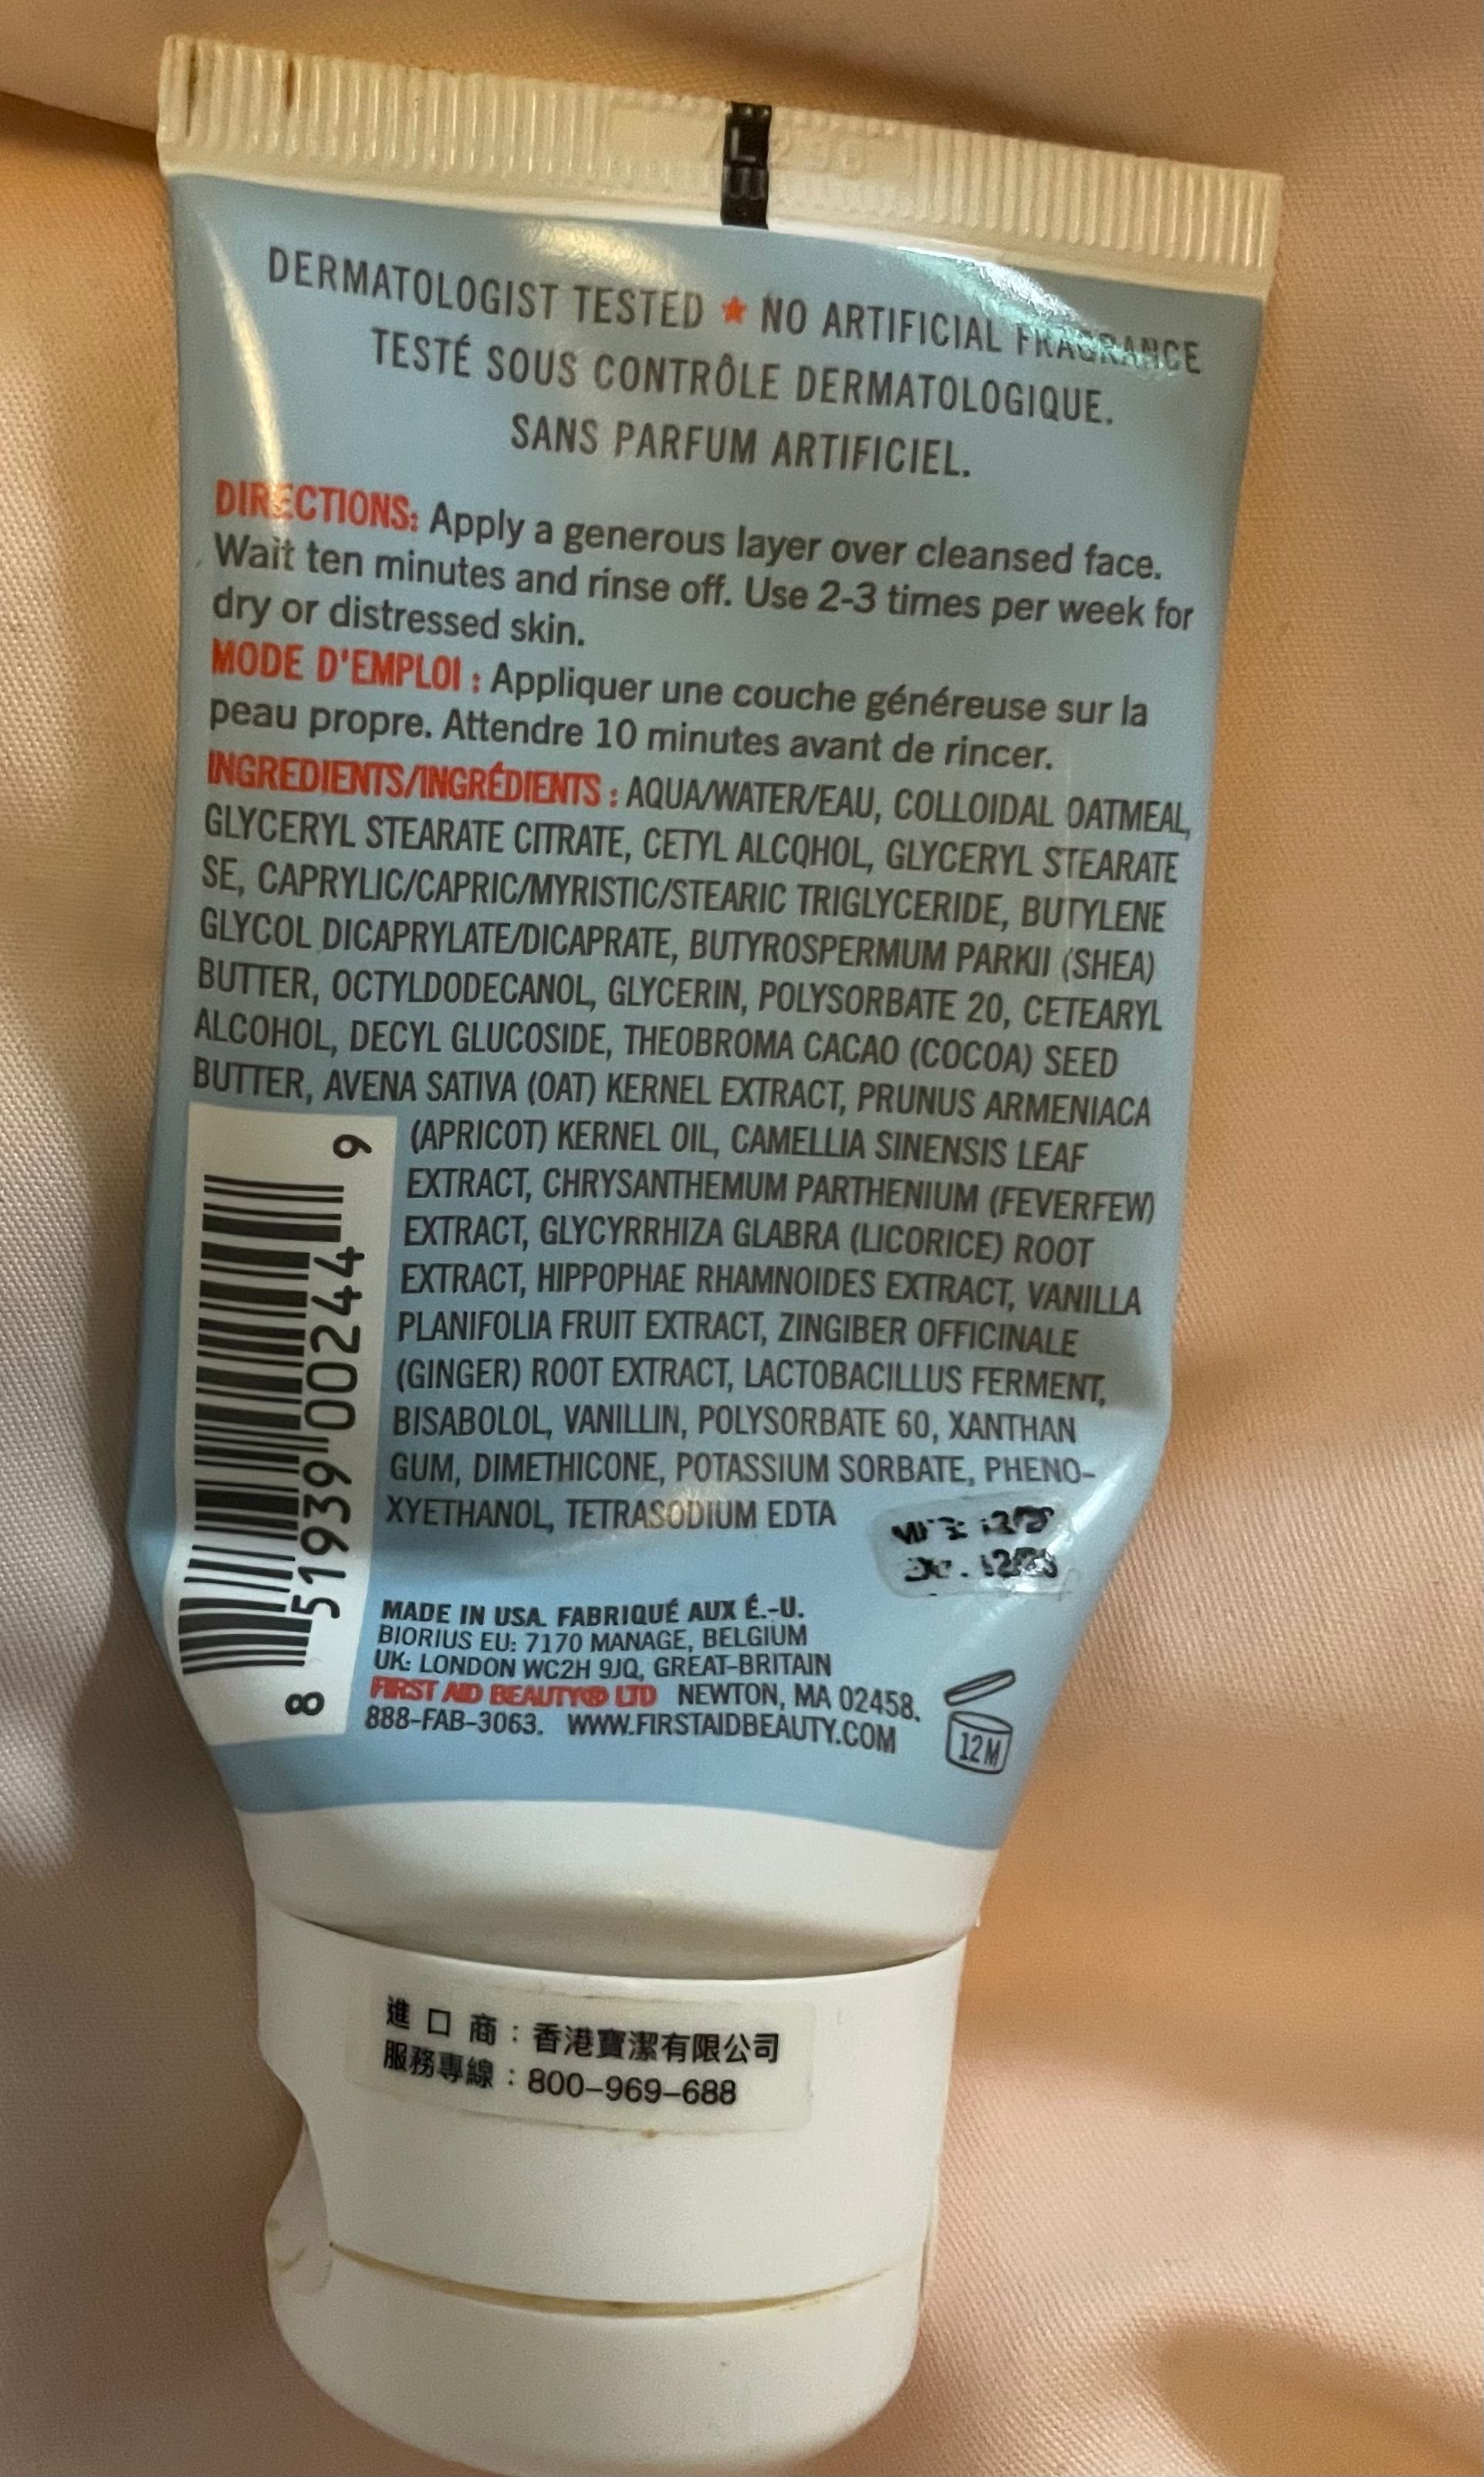 DERMATOLOGIST TESTED ★ NO ARTIFICIAL FRAGRANCE
TESTÉ SOUS CONTRÔLE DERMATOLOGIQUE.
SANS PARFUM ARTIFICIEL.
DIRECTIONS: Apply a generous layer over cleansed face.
Wait ten minutes and rinse off. Use 2-3 times per week for
dry or distressed skin.
MODE D'EMPLOI : Appliquer une couche généreuse sur la
peau propre. Attendre 10 minutes avant de rincer.
INGREDIENTS/INGRÉDIENTS : AQUA/WATER/EAU, COLLOIDAL OATMEAL,
GLYCERYL STEARATE CITRATE, CETYL ALCOHOL, GLYCERYL STEARATE
SE, CAPRYLIC/CAPRIC/MYRISTIC/STEARIC TRIGLYCERIDE, BUTYLENE
GLYCOL DICAPRYLATE/DICAPRATE, BUTYROSPERMUM PARKII (SHEA)
BUTTER, OCTYLDODECANOL, GLYCERIN, POLYSORBATE 20, CETEARYL
ALCOHOL, DECYL GLUCOSIDE, THEOBROMA CACAO (COCOA) SEED
BUTTER, AVENA SATIVA (OAT) KERNEL EXTRACT, PRUNUS ARMENIACA
(APRICOT) KERNEL OIL, CAMELLIA SINENSIS LEAF
EXTRACT, CHRYSANTHEMUM PARTHENIUM (FEVERFEW)
EXTRACT, GLYCYRRHIZA GLABRA (LICORICE) ROOT
EXTRACT, HIPPOPHAE RHAMNOIDES EXTRACT, VANILLA
PLANIFOLIA FRUIT EXTRACT, ZINGIBER OFFICINALE
(GINGER) ROOT EXTRACT, LACTOBACILLUS FERMENT,
BISABOLOL, VANILLIN, POLYSORBATE 60, XANTHAN
GUM, DIMETHICONE, POTASSIUM SORBATE, PHENO-
XYETHANOL, TETRASODIUM EDTA
8 51939 00244 9
MADE IN USA. FABRIQUÉ AUX É.-U.
BIORIUS EU: 7170 MANAGE, BELGIUM
UK: LONDON WC2H 9JQ, GREAT-BRITAIN
FIRST AID BEAUTY® LTD NEWTON, MA 02458.
888-FAB-3063. WWW.FIRSTAIDBEAUTY.COM
12M
進口商：香港寶潔有限公司
服務專線：800-969-688